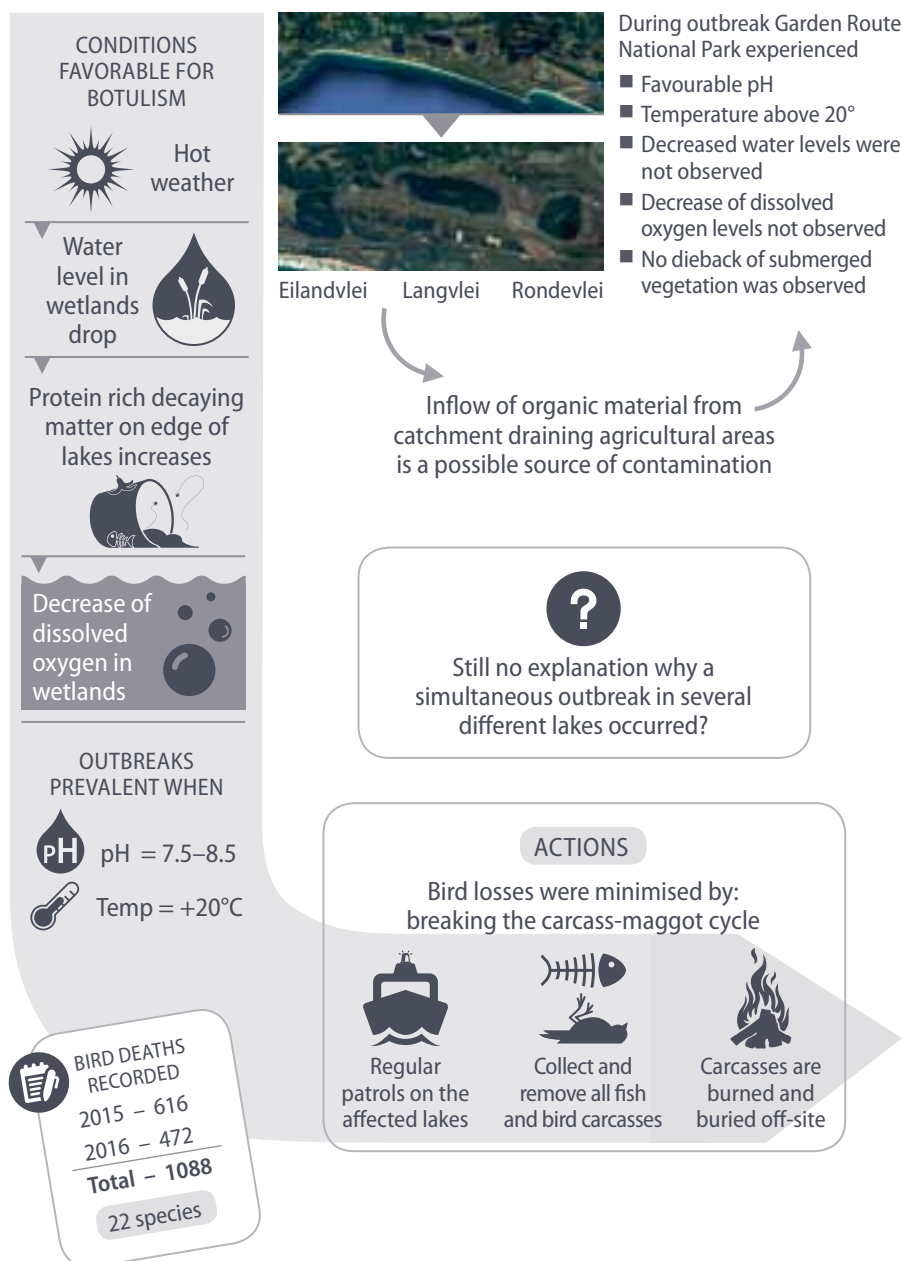 CONDITIONS
FAVORABLE FOR
BOTULISM
Hot
weather
Water
level in
wetlands
drop
Protein rich decaying
matter on edge of
lakes increases
Decrease of
dissolved
oxygen in
wetlands
OUTBREAKS
PREVALENT WHEN
pH
pH = 7.5–8.5
Temp = +20°C
BIRD DEATHS
RECORDED
2015 – 616
2016 – 472
Total – 1088
22 species
Eilandvlei Langvlei Rondevlei
During outbreak Garden Route
National Park experienced
■ Favourable pH
■ Temperature above 20°
■ Decreased water levels were
not observed
■ Decrease of dissolved
oxygen levels not observed
■ No dieback of submerged
vegetation was observed
Inflow of organic material from
catchment draining agricultural areas
is a possible source of contamination
?
Still no explanation why a
simultaneous outbreak in several
different lakes occurred?
ACTIONS
Bird losses were minimised by:
breaking the carcass-maggot cycle
Regular
patrols on the
affected lakes
Collect and
remove all fish
and bird carcasses
Carcasses are
burned and
buried off-site